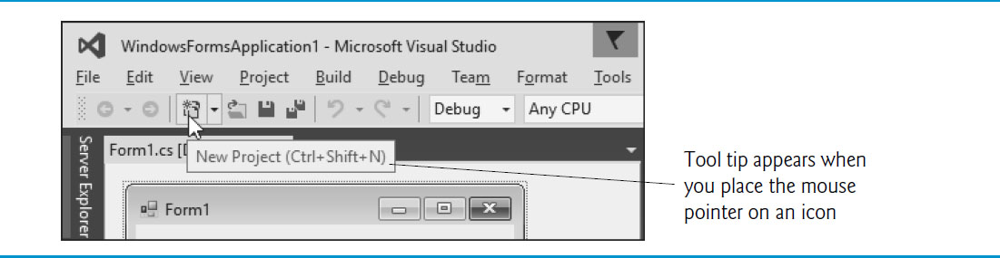 WindowsFormsApplication1 - Microsoft Visual Studio
File Edit View Project Build Debug Team Format Tools
Debug Any CPU
Server Explorer
Form1.cs [D
New Project (Ctrl+Shift+N)
Form1
Tool tip appears when
you place the mouse
pointer on an icon